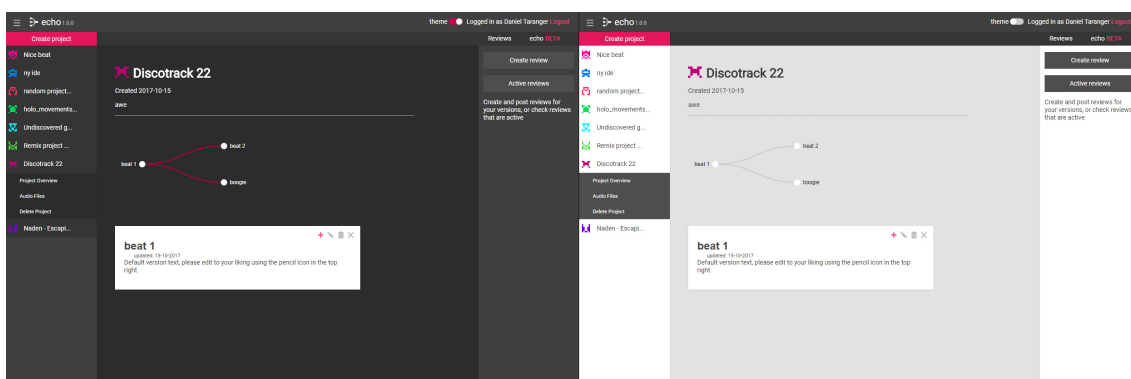 echo 1.0.0
theme Logged in as Daniel Taranger Logout
Create project
Reviews echo BETA
Nice beat
ny ide
random project...
holo_movements...
Undiscovered g...
Remix project ...
Discotrack 22
Project Overview
Audio Files
Delete Project
Naden - Escapi...
Discotrack 22
Created 2017-10-15
awe
beat 1
beat 2
boogie
beat 1
updated: 15-10-2017
Default version text, please edit to your liking using the pencil icon in the top
right
Create review
Active reviews
Create and post reviews for
your versions, or check reviews
that are active
echo 1.0.0
theme Logged in as Daniel Taranger Logout
Create project
Reviews echo BETA
Nice beat
ny ide
random project...
holo_movements...
Undiscovered g...
Remix project ...
Discotrack 22
Project Overview
Audio Files
Delete Project
Naden - Escapi...
Discotrack 22
Created 2017-10-15
awe
beat 1
beat 2
boogie
beat 1
updated: 15-10-2017
Default version text, please edit to your liking using the pencil icon in the top
right
Create review
Active reviews
Create and post reviews for
your versions, or check reviews
that are active